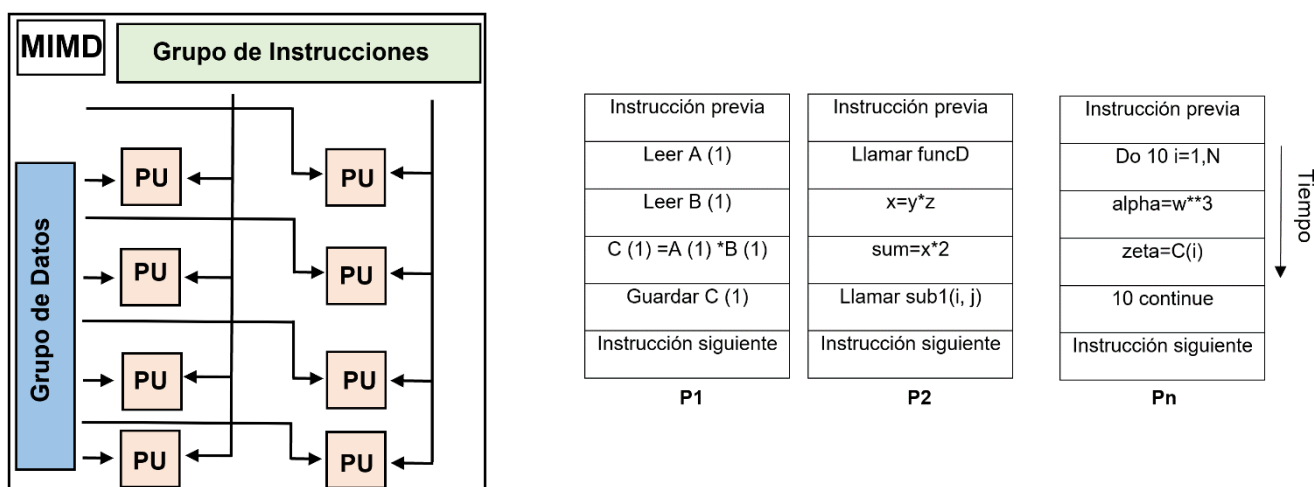 MIMD
Grupo de Instrucciones
Grupo de Datos
PU
PU
PU
PU
PU
PU
PU
PU
Instrucción previa
Leer A (1)
Leer B (1)
C (1) =A (1) *B (1)
Guardar C (1)
Instrucción siguiente
P1
Instrucción previa
Llamar funcD
x=y*z
sum=x*2
Llamar sub1(i, j)
Instrucción siguiente
P2
Instrucción previa
Do 10 i=1,N
alpha=w**3
zeta=C(i)
10 continue
Instrucción siguiente
Pn
Tiempo